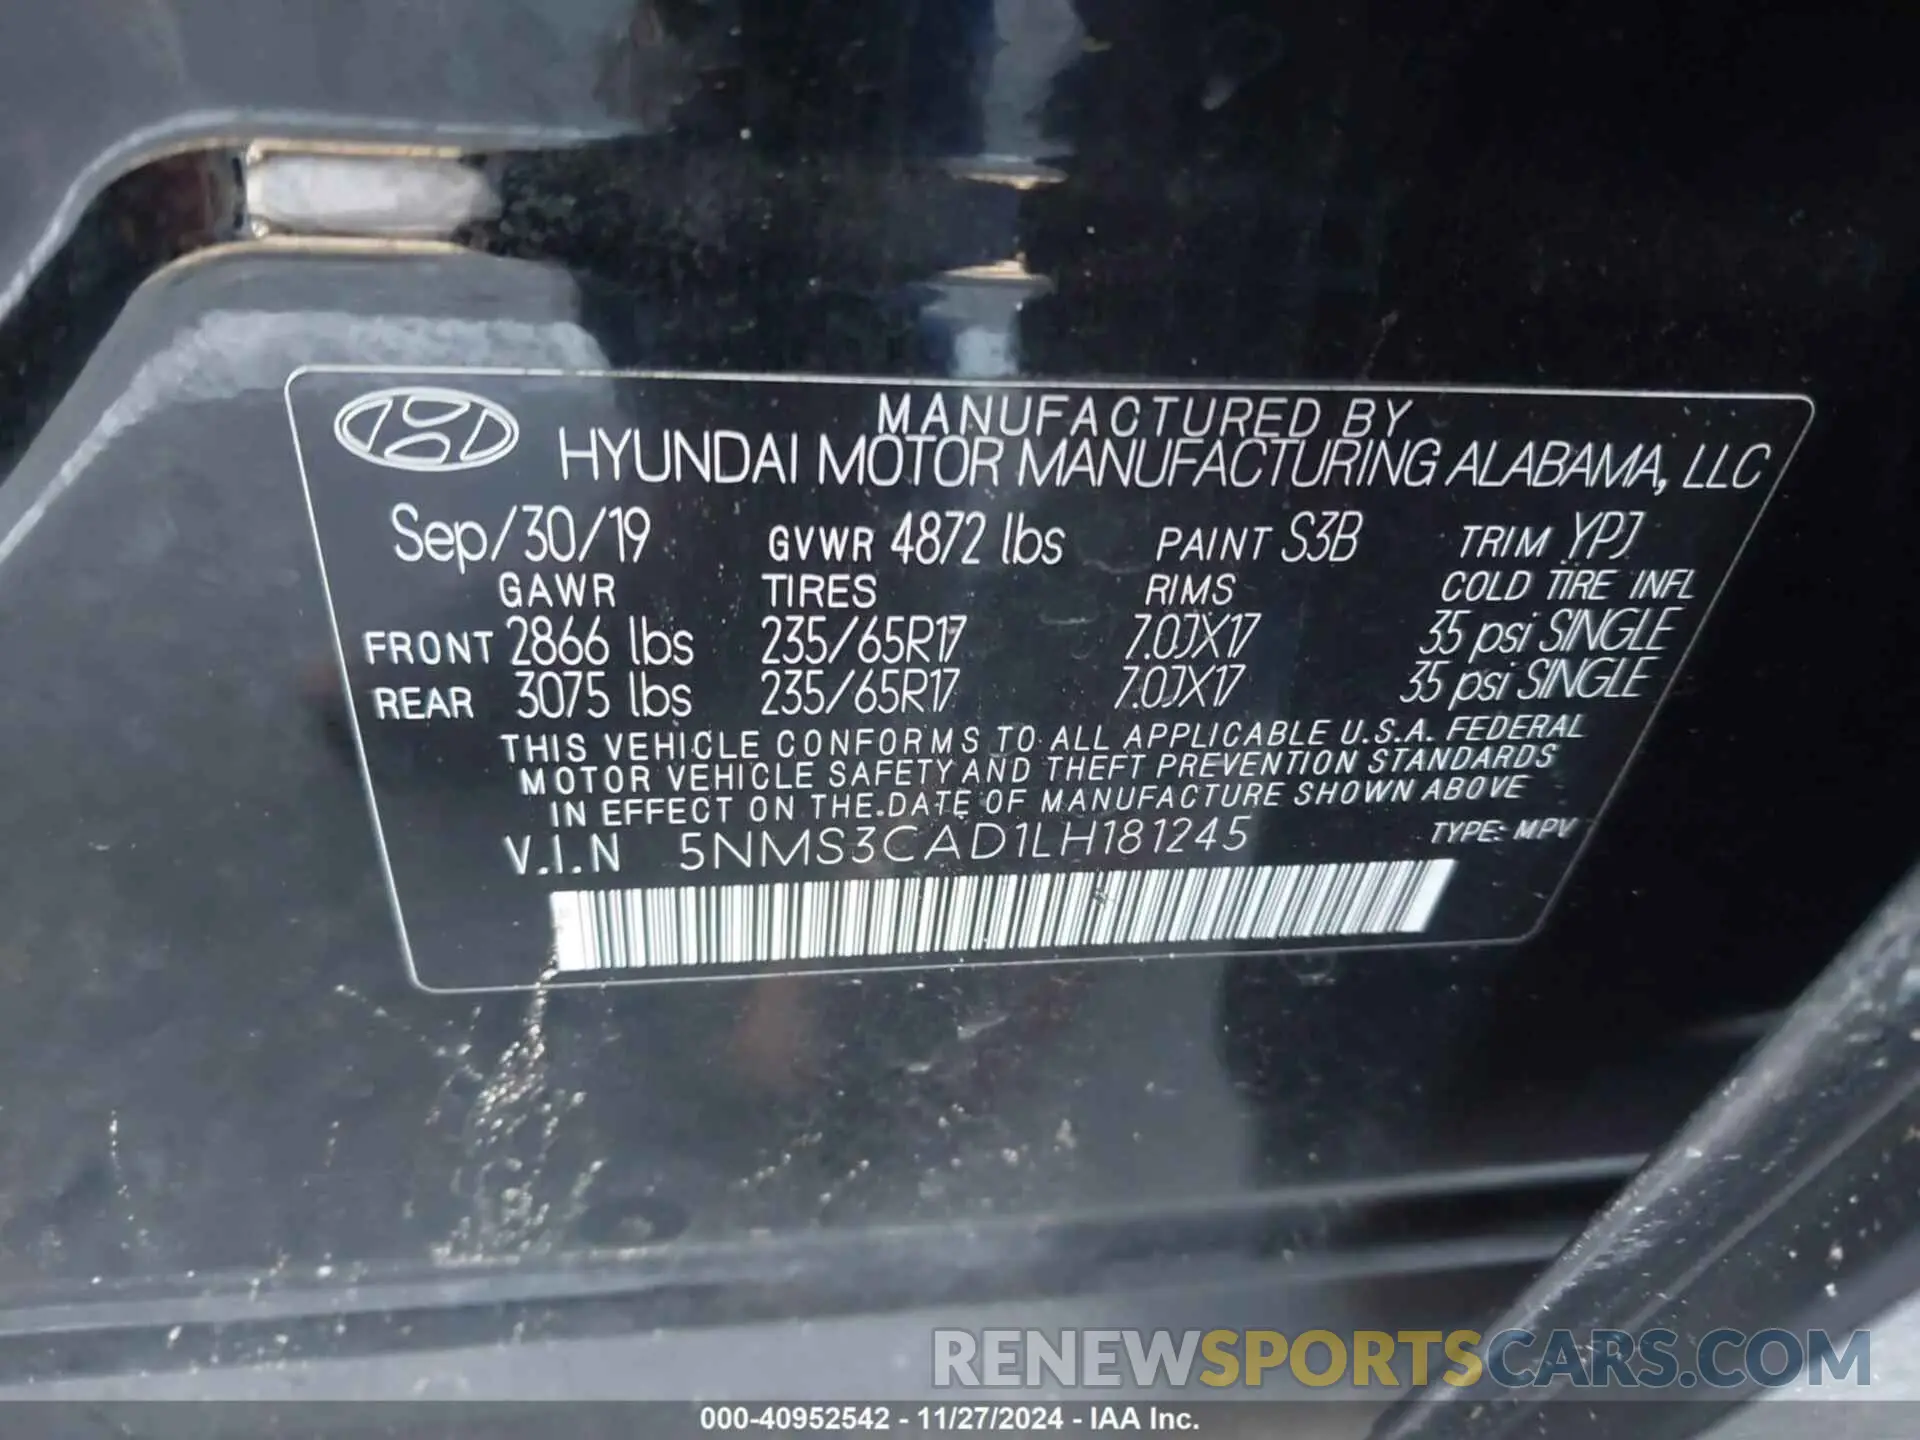 MANUFACTURED BY
HYUNDAI MOTOR MANUFACTURING ALABAMA, LLC
Sep/30/19 GVWR 4872 lbs PAINT S3B TRIM YPJ
GAWR TIRES RIMS COLD TIRE INFL
FRONT 2866 lbs 235/65R17 7.0JX17 35 psi SINGLE
REAR 3075 lbs 235/65R17 7.0JX17 35 psi SINGLE
THIS VEHICLE CONFORMS TO ALL APPLICABLE U.S.A. FEDERAL
MOTOR VEHICLE SAFETY AND THEFT PREVENTION STANDARDS
IN EFFECT ON THE DATE OF MANUFACTURE SHOWN ABOVE
V.I.N 5NMS3CAD1LH181245 TYPE: MPV
RENEWSPORTSCARS.COM
000-40952542 - 11/27/2024 - IAA Inc.